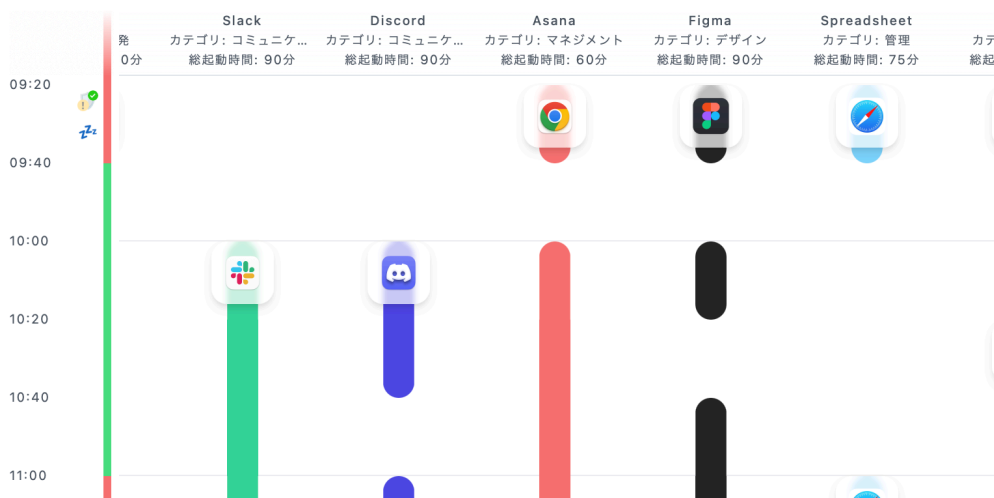 Slack
Discord
Asana
Figma
Spreadsheet
発
カテゴリ: コミュニケ...
カテゴリ: コミュニケ...
カテゴリ: マネジメント
カテゴリ: デザイン
カテゴリ: 管理
カテ
0分
総起動時間: 90分
総起動時間: 90分
総起動時間: 60分
総起動時間: 90分
総起動時間: 75分
総起
09:20
zzz
09:40
10:00
10:20
10:40
11:00